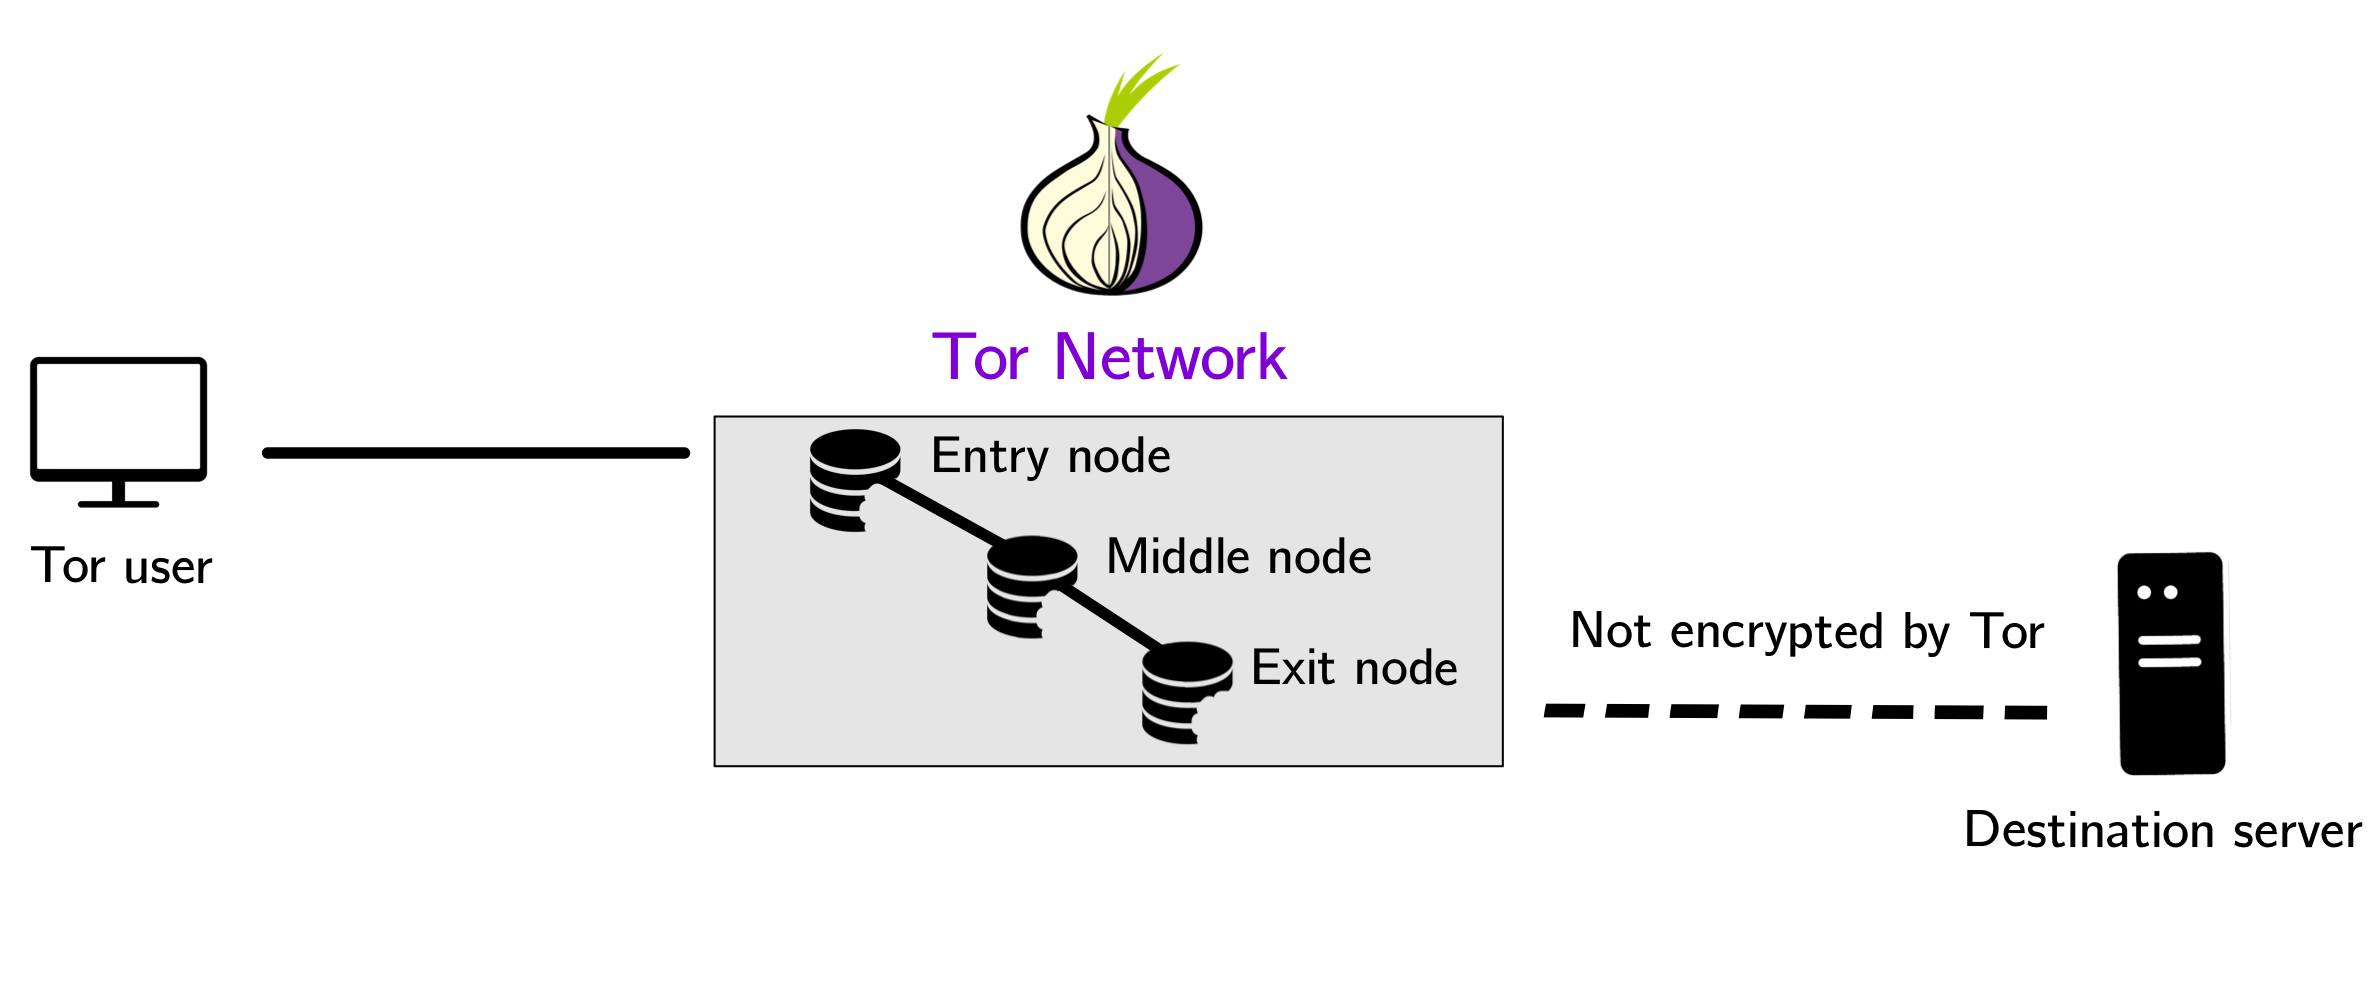 Tor Network
Tor user
Entry node
Middle node
Exit node
Not encrypted by Tor
Destination server